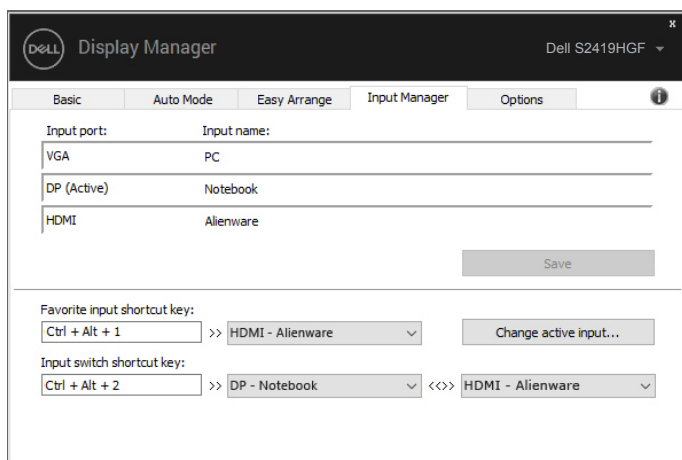 x
DELL Display Manager Dell S2419HGF
Basic Auto Mode Easy Arrange Input Manager Options i
Input port: Input name:
VGA PC
DP (Active) Notebook
HDMI Alienware
Save
Favorite input shortcut key:
Ctrl + Alt + 1 >> HDMI - Alienware Change active input...
Input switch shortcut key:
Ctrl + Alt + 2 >> DP - Notebook <<>> HDMI - Alienware